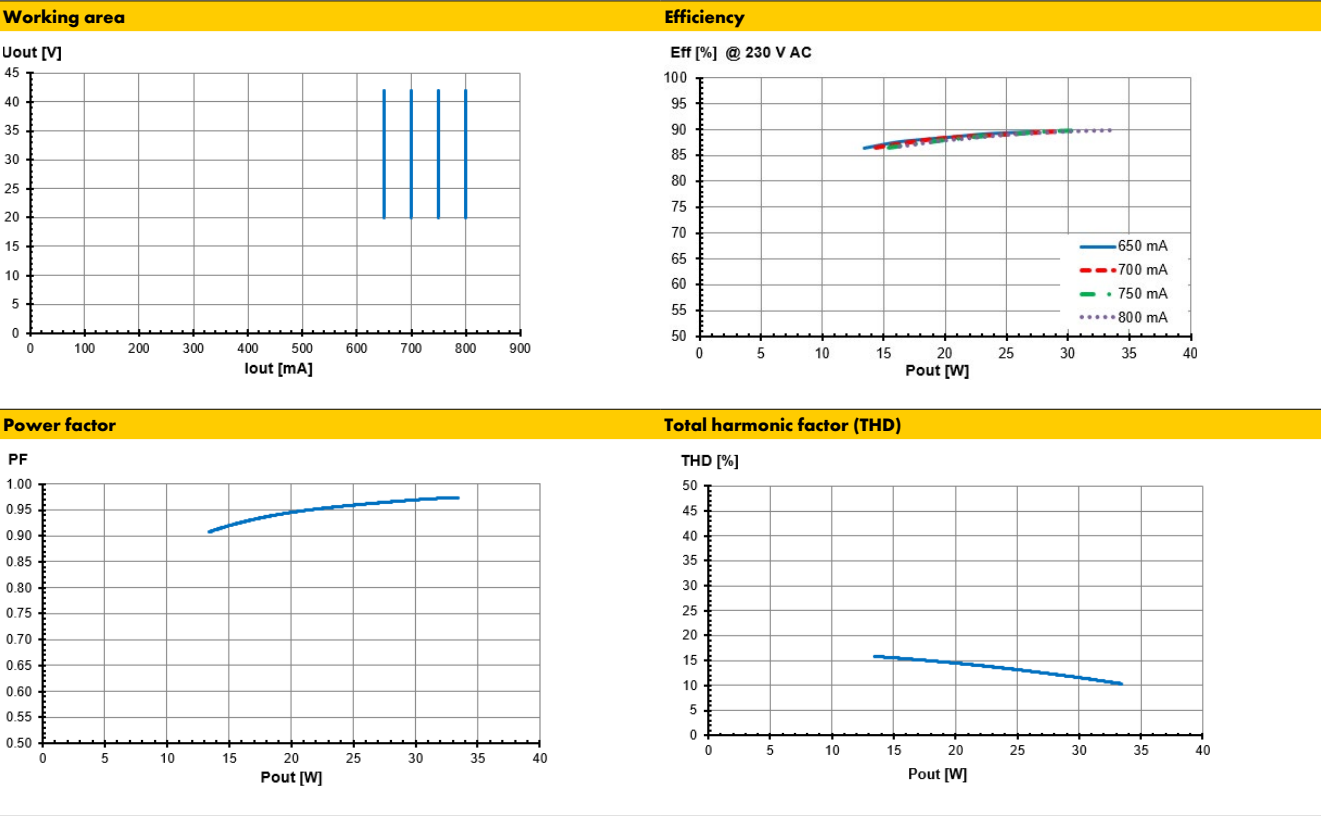 Working area
Efficiency
Uout [V]
45
40
35
30
25
20
15
10
5
0
0 100 200 300 400 500 600 700 800 900
Iout [mA]
Eff [%] @ 230 V AC
100
95
90
85
80
75
70
65
60
55
50
650 mA
700 mA
750 mA
800 mA
0 5 10 15 20 25 30 35 40
Pout [W]
Power factor
Total harmonic factor (THD)
PF
1.00
0.95
0.90
0.85
0.80
0.75
0.70
0.65
0.60
0.55
0.50
0 5 10 15 20 25 30 35 40
Pout [W]
THD [%]
50
45
40
35
30
25
20
15
10
5
0
0 5 10 15 20 25 30 35 40
Pout [W]